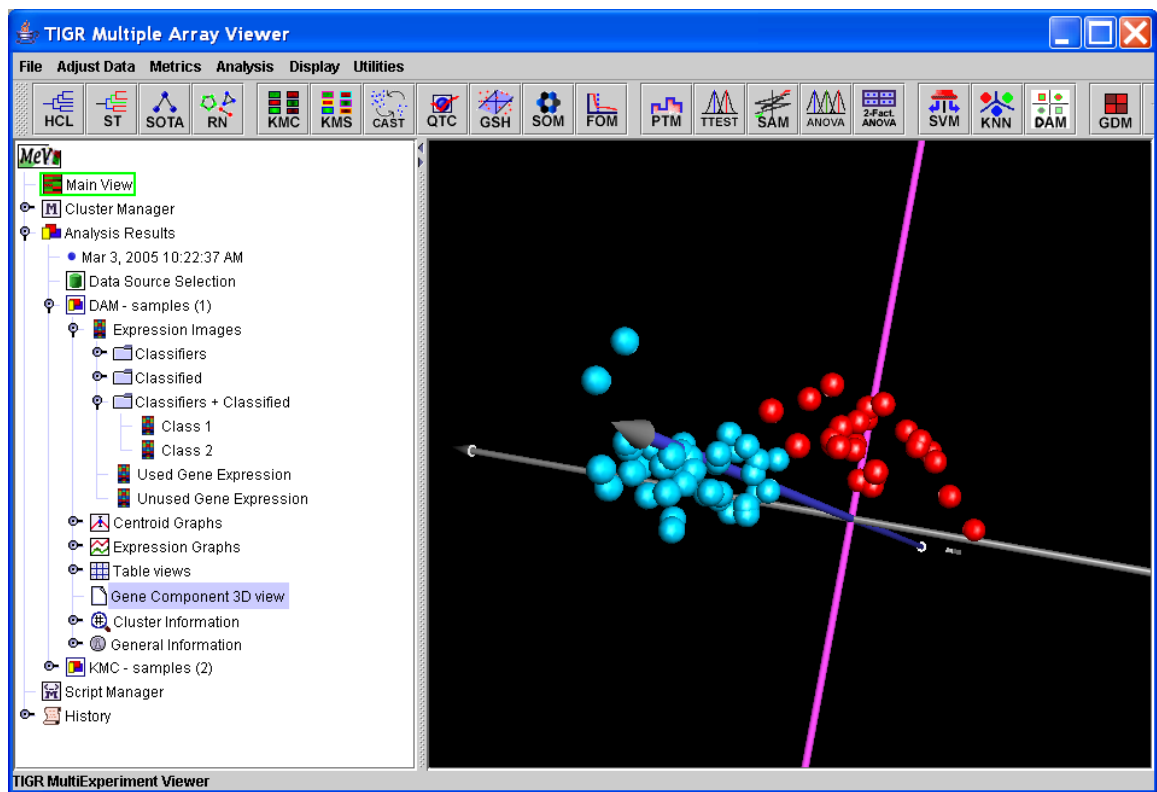 TIGR Multiple Array Viewer
File Adjust Data Metrics Analysis Display Utilities
HCL ST SOTA RN KMC KMS CAST QTC GSH SOM FOM PTM TTEST SAM ANOVA 2-Fact. ANOVA SVM KNN DAM GDM
MeV
Main View
M Cluster Manager
Analysis Results
Mar 3, 2005 10:22:37 AM
Data Source Selection
DAM - samples (1)
Expression Images
Classifiers
Classified
Classifiers + Classified
Class 1
Class 2
Used Gene Expression
Unused Gene Expression
Centroid Graphs
Expression Graphs
Table views
Gene Component 3D view
Cluster Information
General Information
KMC - samples (2)
Script Manager
History
TIGR MultiExperiment Viewer